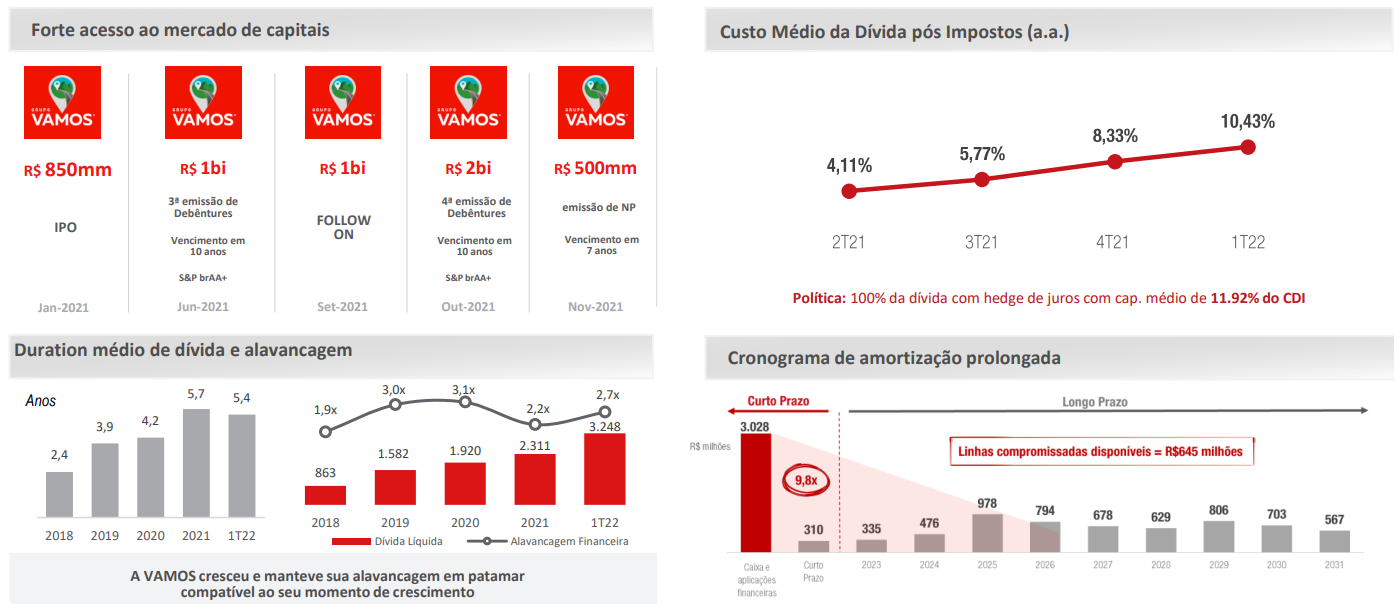 Forte acesso ao mercado de capitais
GRUPO
VAMOS
GRUPO
VAMOS
GRUPO
VAMOS
GRUPO
VAMOS
GRUPO
VAMOS
R$ 850mm
R$ 1bi
R$ 1bi
R$ 2bi
R$ 500mm
IPO
3ª emissão de
Debêntures
Vencimento em
10 anos
S&P brAA+
FOLLOW
ON
4ª emissão de
Debêntures
Vencimento em
10 anos
S&P brAA+
emissão de NP
Vencimento em
7 anos
Jan-2021
Jun-2021
Set-2021
Out-2021
Nov-2021
Custo Médio da Dívida pós Impostos (a.a.)
4,11%
5,77%
8,33%
10,43%
2T21
3T21
4T21
1T22
Política: 100% da dívida com hedge de juros com cap. médio de 11.92% do CDI
Duration médio de dívida e alavancagem
Anos
2,4
3,9
4,2
5,7
5,4
2018
2019
2020
2021
1T22
1,9x
3,0x
3,1x
2,2x
2,7x
863
1.582
1.920
2.311
3.248
2018
2019
2020
2021
1T22
Dívida Líquida
Alavancagem Financeira
A VAMOS cresceu e manteve sua alavancagem em patamar
compatível ao seu momento de crescimento
Cronograma de amortização prolongada
Curto Prazo
Longo Prazo
R$ milhões
3.028
Linhas compromissadas disponíveis = R$645 milhões
9,8x
310
335
476
978
794
678
629
806
703
567
Caixa e
aplicações
financeiras
Curto
Prazo
2023
2024
2025
2026
2027
2028
2029
2030
2031